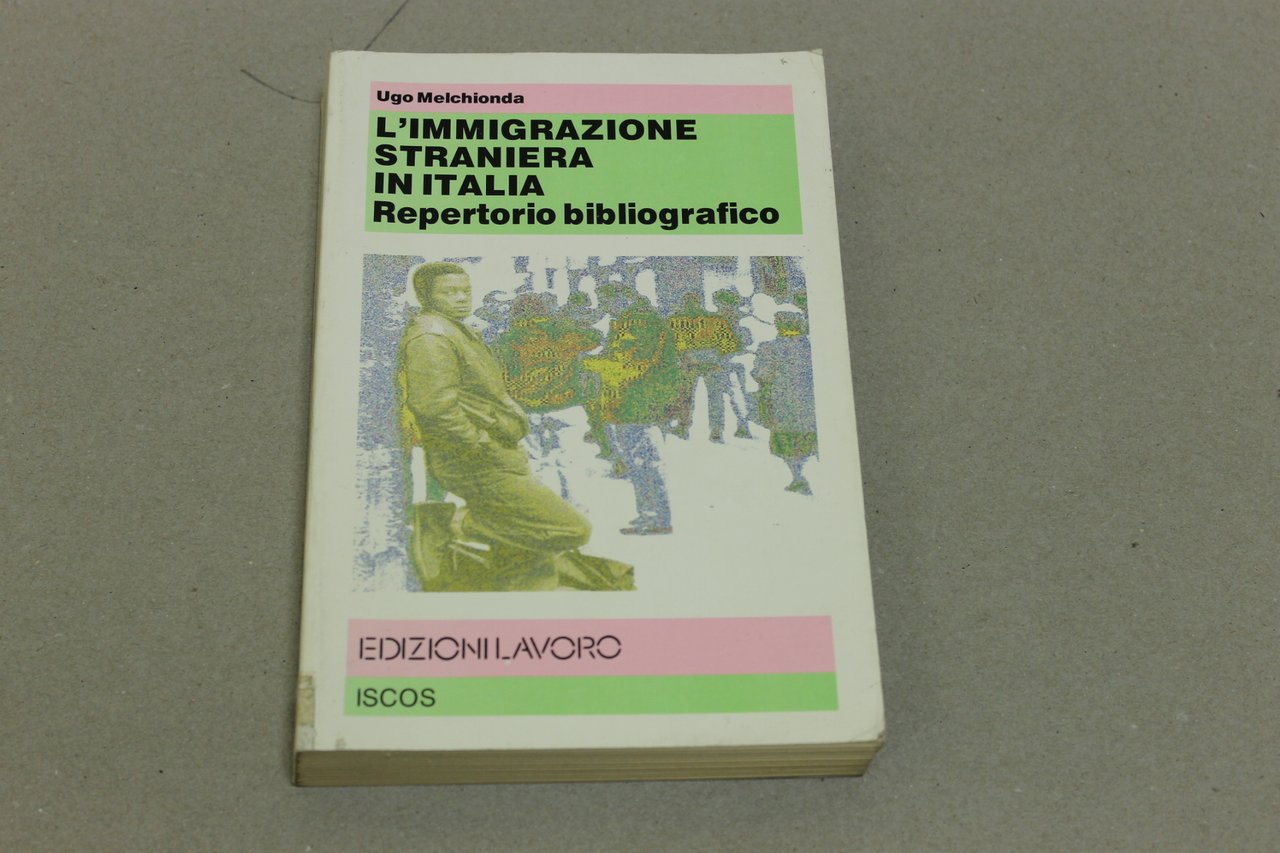 Ugo Melchionda
L'IMMIGRAZIONE
STRANIERA
IN ITALIA
Repertorio bibliografico
EDIZIONI LAVORO
ISCOS